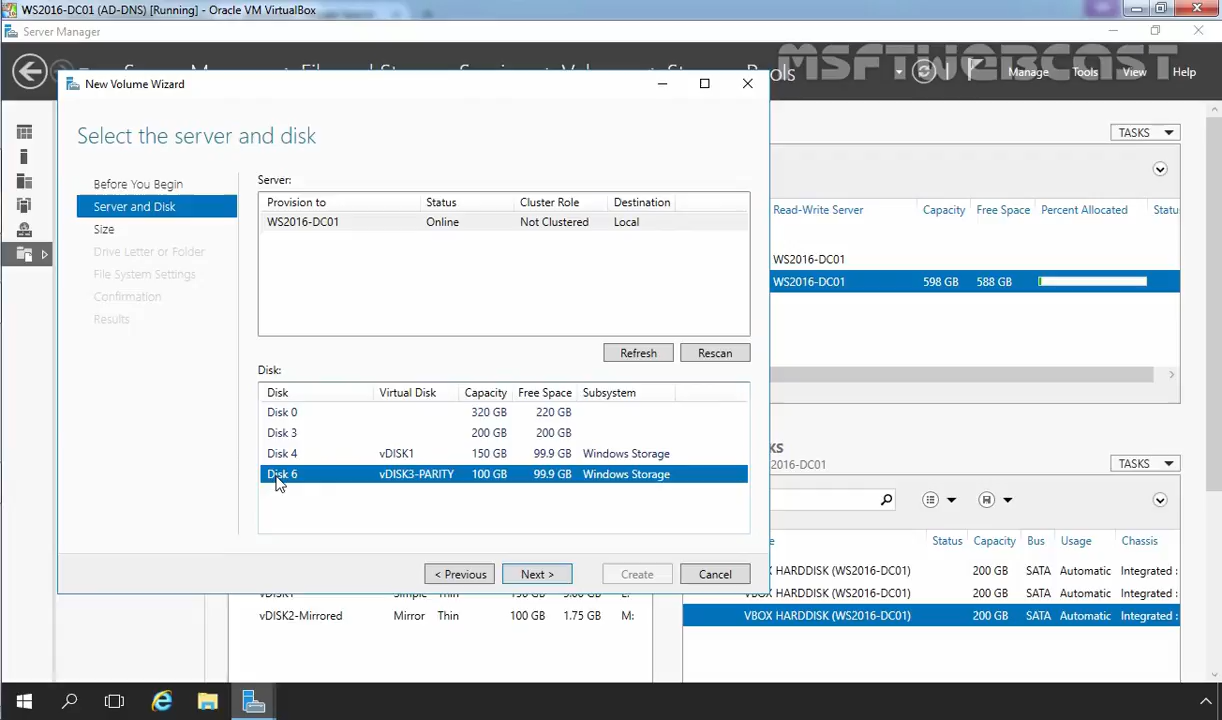 WS2016-DC01 (AD-DNS) [Running] - Oracle VM VirtualBox
Server Manager
MSFTWEBCAST
Manage Tools View Help
New Volume Wizard
Select the server and disk
Before You Begin
Server and Disk
Size
Drive Letter or Folder
File System Settings
Confirmation
Results
Server:
Provision to Status Cluster Role Destination
WS2016-DC01 Online Not Clustered Local
Refresh Rescan
Disk:
Disk Virtual Disk Capacity Free Space Subsystem
Disk 0 320 GB 220 GB
Disk 3 200 GB 200 GB
Disk 4 vDISK1 150 GB 99.9 GB Windows Storage
Disk 6 vDISK3-PARITY 100 GB 99.9 GB Windows Storage
< Previous Next > Create Cancel
TASKS
Read-Write Server Capacity Free Space Percent Allocated Statu
WS2016-DC01
WS2016-DC01 598 GB 588 GB
KS
2016-DC01
TASKS
Status Capacity Bus Usage Chassis
VBOX HARDDISK (WS2016-DC01) 200 GB SATA Automatic Integrated :
VBOX HARDDISK (WS2016-DC01) 200 GB SATA Automatic Integrated :
VBOX HARDDISK (WS2016-DC01) 200 GB SATA Automatic Integrated :
vDISK2-Mirrored Mirror Thin 100 GB 1.75 GB M: